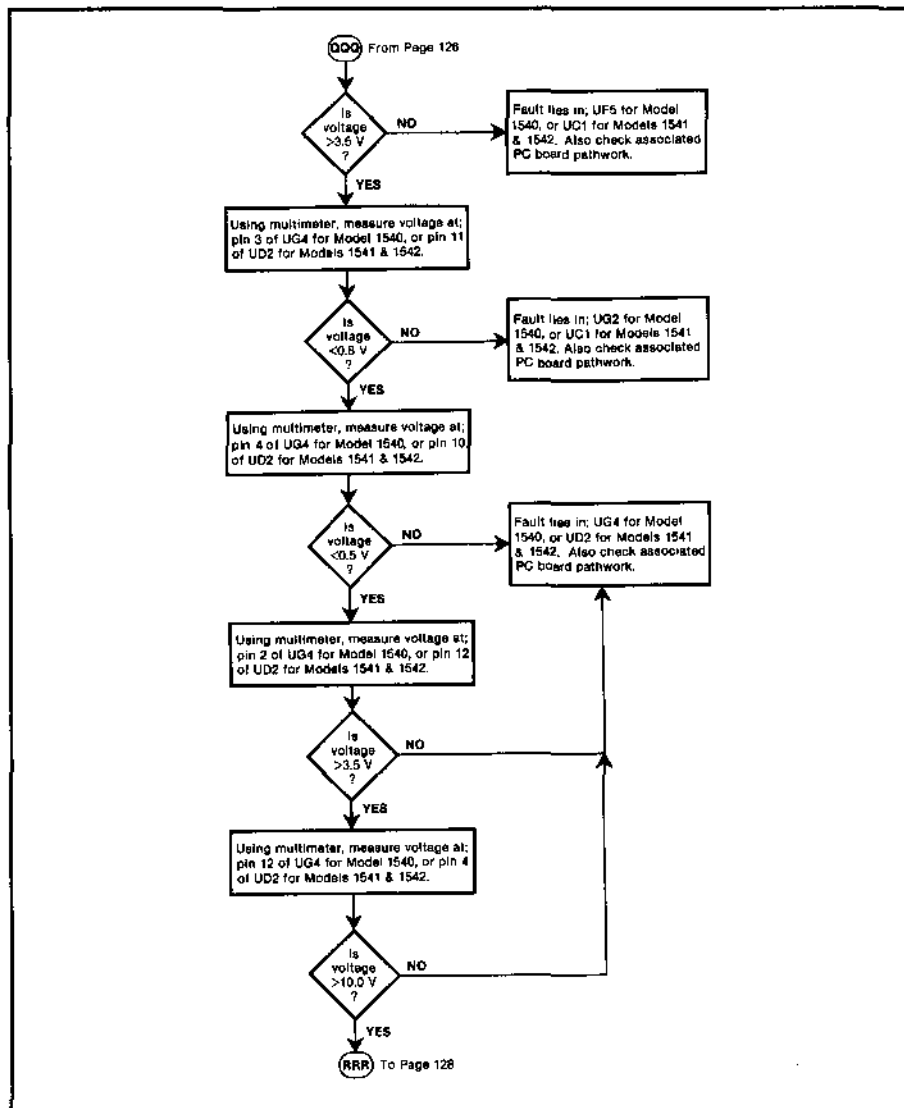 QQQ From Page 126
Is
voltage
>3.5 V
?
NO
YES
Fault lies in; UF5 for Model
1540, or UC1 for Models 1541
& 1542. Also check associated
PC board pathwork.
Using multimeter, measure voltage at;
pin 3 of UG4 for Model 1540, or pin 11
of UD2 for Models 1541 & 1542.
Is
voltage
<0.8 V
?
NO
YES
Fault lies in; UG2 for Model
1540, or UC1 for Models 1541
& 1542. Also check associated
PC board pathwork.
Using multimeter, measure voltage at;
pin 4 of UG4 for Model 1540, or pin 10
of UD2 for Models 1541 & 1542.
Is
voltage
<0.5 V
?
NO
YES
Fault lies in; UG4 for Model
1540, or UD2 for Models 1541
& 1542. Also check associated
PC board pathwork.
Using multimeter, measure voltage at;
pin 2 of UG4 for Model 1540, or pin 12
of UD2 for Models 1541 & 1542.
Is
voltage
>3.5 V
?
NO
YES
Using multimeter, measure voltage at;
pin 12 of UG4 for Model 1540, or pin 4
of UD2 for Models 1541 & 1542.
Is
voltage
>10.0 V
?
NO
YES
RRR To Page 128